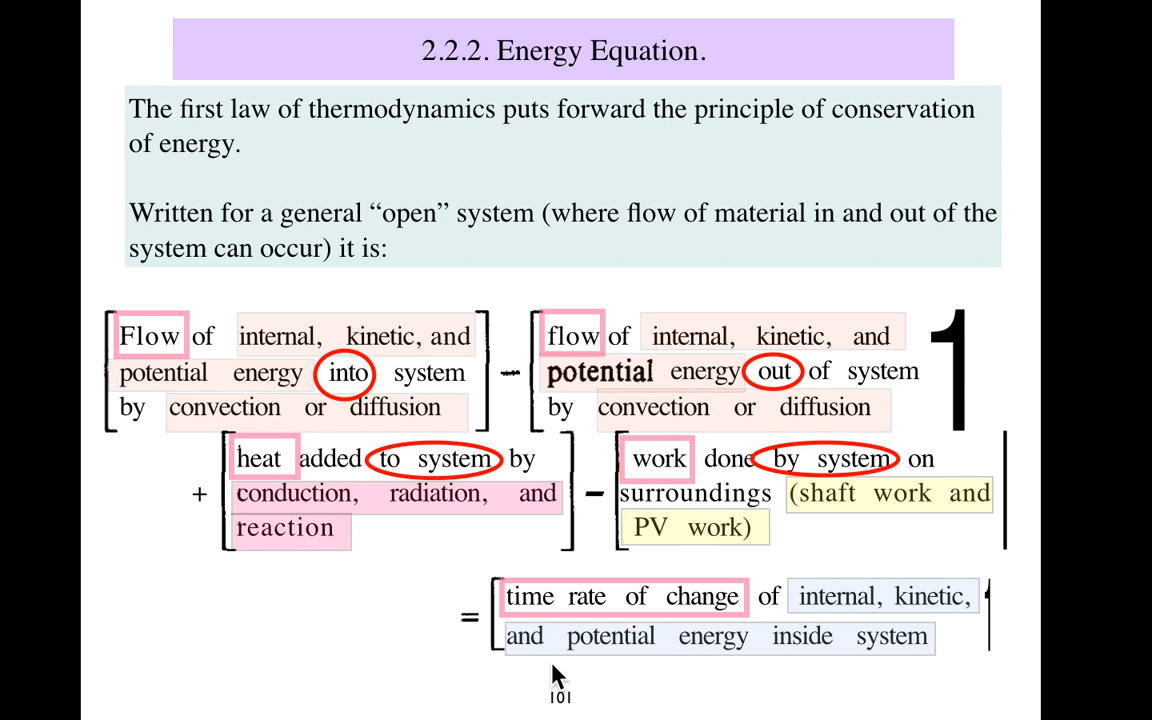 2.2.2. Energy Equation.
The first law of thermodynamics puts forward the principle of conservation
of energy.
Written for a general “open” system (where flow of material in and out of the
system can occur) it is:
Flow of internal, kinetic, and
potential energy into system
by convection or diffusion
− flow of internal, kinetic, and
potential energy out of system
by convection or diffusion
+ heat added to system by
conduction, radiation, and
reaction
− work done by system on
surroundings (shaft work and
PV work)
= time rate of change of internal, kinetic,
and potential energy inside system
101